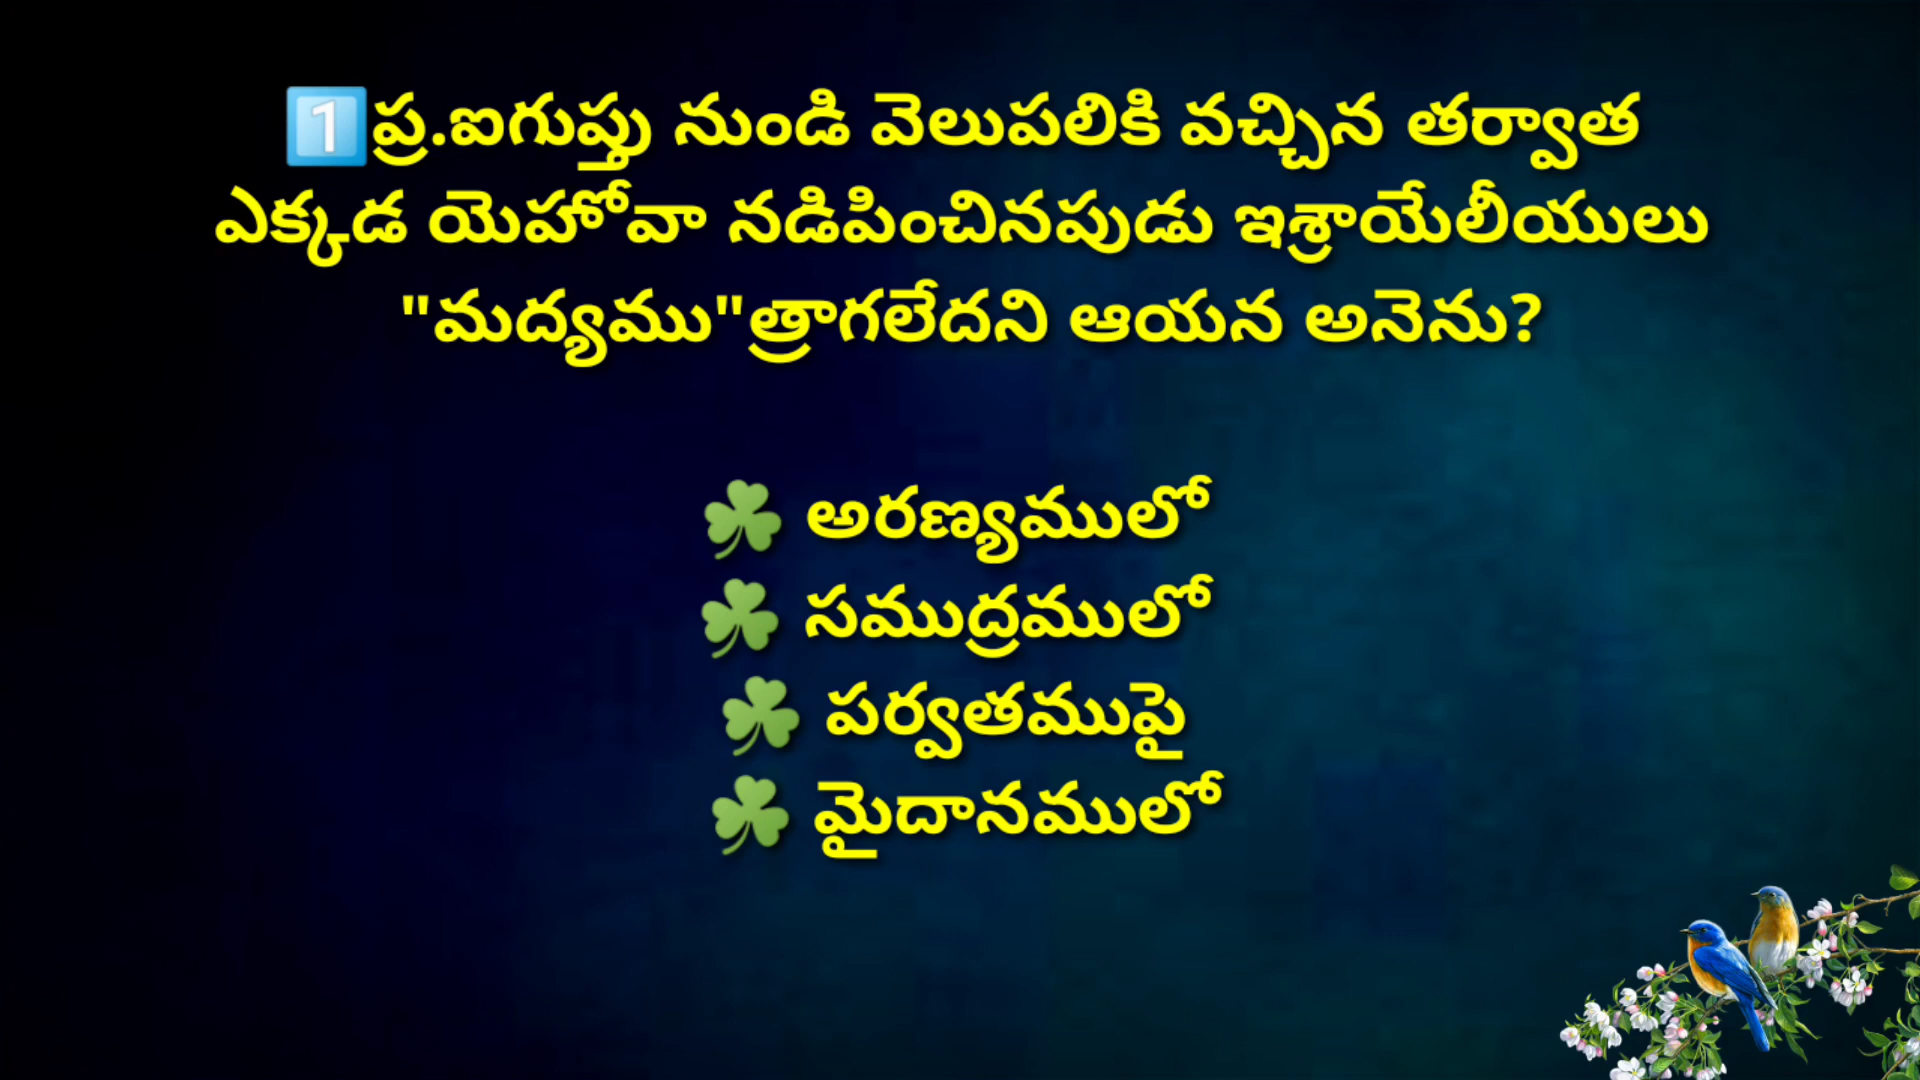 1️⃣ప్ర.ఐగుప్తు నుండి వెలుపలికి వచ్చిన తర్వాత
ఎక్కడ యెహోవా నడిపించినపుడు ఇశ్రాయేలీయులు
"మద్యము"త్రాగలేదని ఆయన అనెను?
☘️ అరణ్యములో
☘️ సముద్రములో
☘️ పర్వతముపై
☘️ మైదానములో